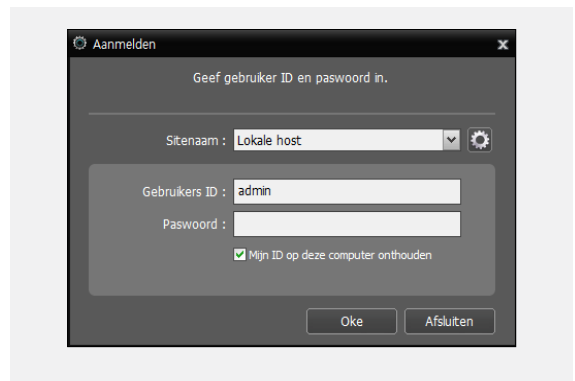 Aanmelden
Geef gebruiker ID en paswoord in.
Sitenaam : Lokale host
Gebruikers ID : admin
Paswoord :
Mijn ID op deze computer onthouden
Oke Afsluiten